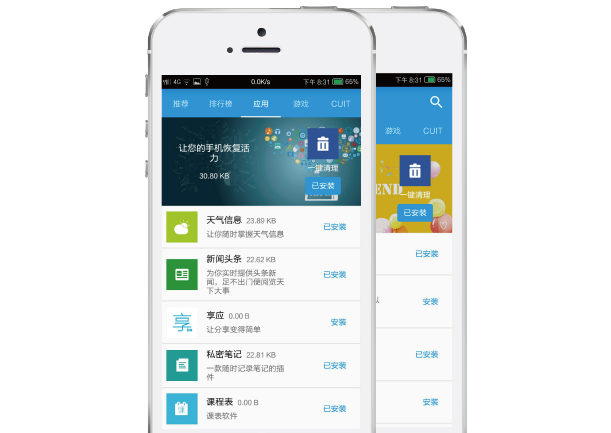 4G 0.0K/s 下午 8:31 65%
推荐 排行榜 应用 游戏 CUIT
让您的手机恢复活
力
30.80 KB
一键清理
已安装
天气信息 23.89 KB
让你随时掌握天气信息
已安装
新闻头条 22.62 KB
为你实时提供头条新
闻，足不出门便阅览天
下大事
已安装
享
享应 0.00 B
让分享变得简单
安装
私密笔记 22.81 KB
一款随时记录笔记的插
件
已安装
课程表 0.00 B
课表软件
已安装
下午 8:31 65%
游戏 CUIT
END
一键清理
已安装
已安装
以
安装
已安装
安装